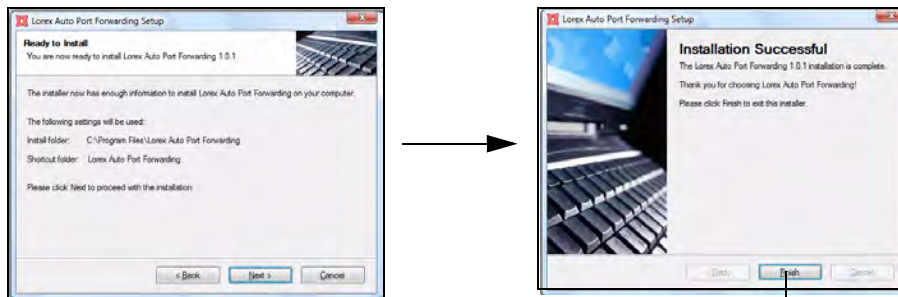 Lorex Auto Port Forwarding Setup
Ready to Install
You are now ready to install Lorex Auto Port Forwarding 1.0.1
The installer now has enough information to install Lorex Auto Port Forwarding on your computer.
The following settings will be used:
Install folder: C:\Program Files\Lorex Auto Port Forwarding
Shortcut folder: Lorex Auto Port Forwarding
Please click Next to proceed with the installation
< Back
Next >
Cancel
Lorex Auto Port Forwarding Setup
Installation Successful
The Lorex Auto Port Forwarding 1.0.1 installation is complete.
Thank you for choosing Lorex Auto Port Forwarding!
Please click Finish to exit this installer.
Back
Finish
Cancel